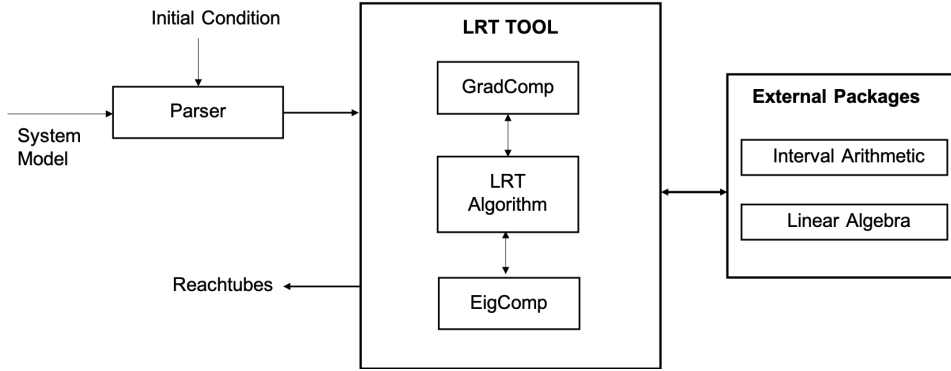 Initial Condition
Parser
System
Model
Reachtubes
LRT TOOL
GradComp
LRT
Algorithm
EigComp
External Packages
Interval Arithmetic
Linear Algebra